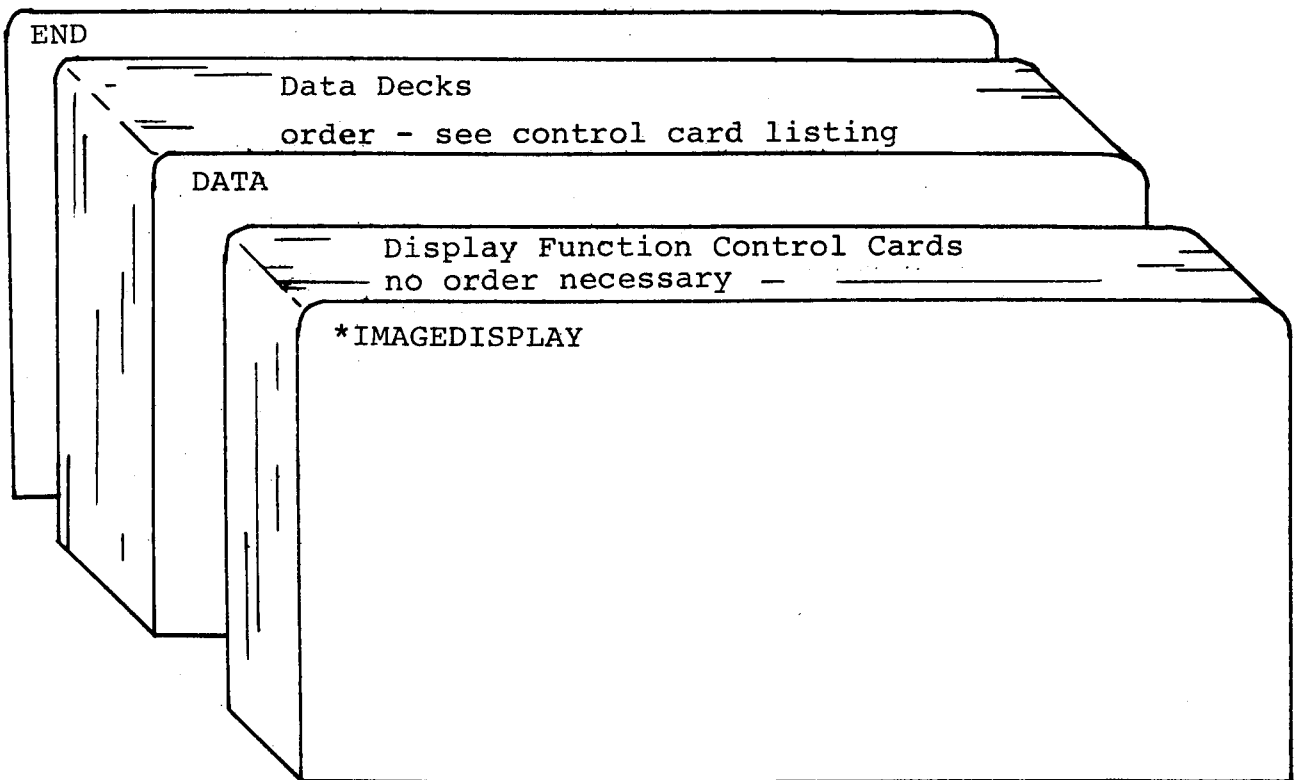 END
Data Decks
order - see control card listing
DATA
Display Function Control Cards
no order necessary —
*IMAGEDISPLAY